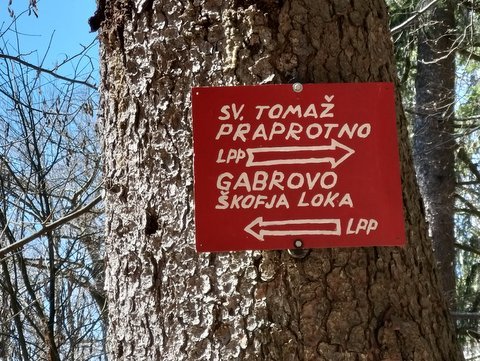 SV. TOMAŽ
PRAPROTNO
LPP
GABROVO
ŠKOFJA LOKA
LPP